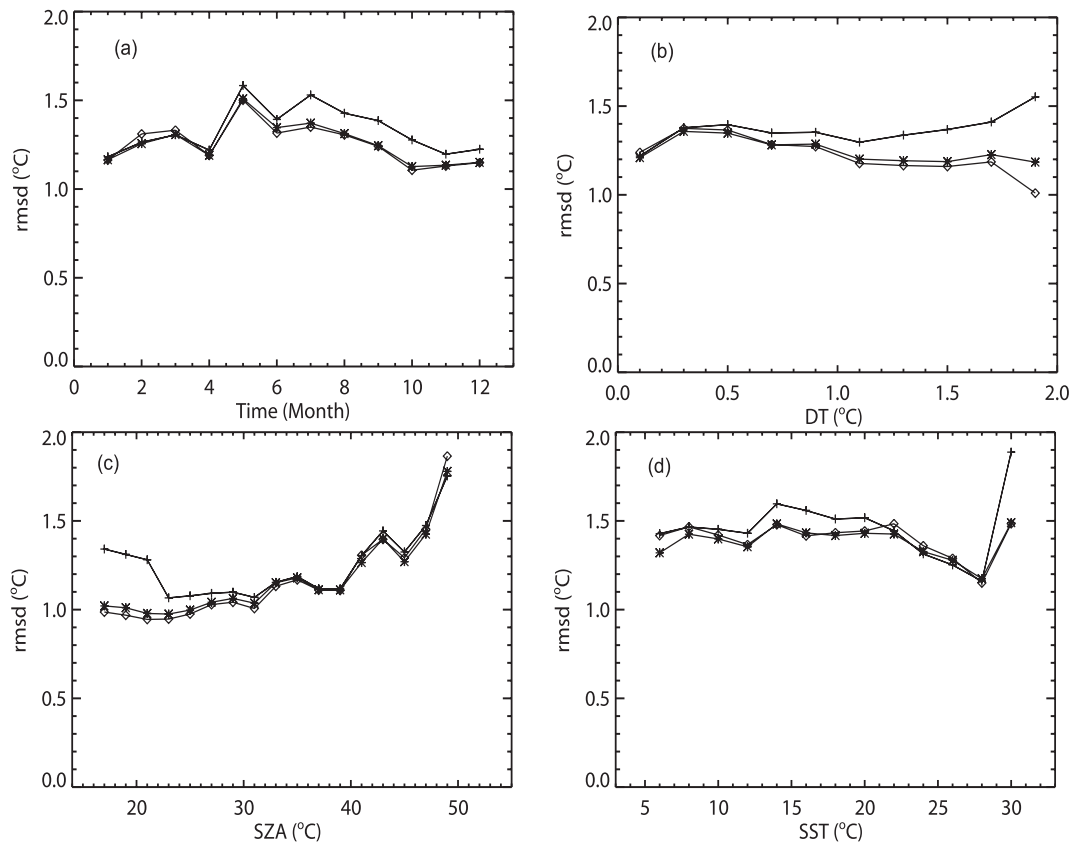 2.0
(a)
1.5
1.0
rmsd (°C)
0.5
0.0
0 2 4 6 8 10 12
Time (Month)
2.0
(b)
1.5
1.0
rmsd (°C)
0.5
0.0
0.0 0.5 1.0 1.5 2.0
DT (°C)
2.0
(c)
1.5
1.0
rmsd (°C)
0.5
0.0
20 30 40 50
SZA (°C)
2.0
(d)
1.5
1.0
rmsd (°C)
0.5
0.0
5 10 15 20 25 30
SST (°C)